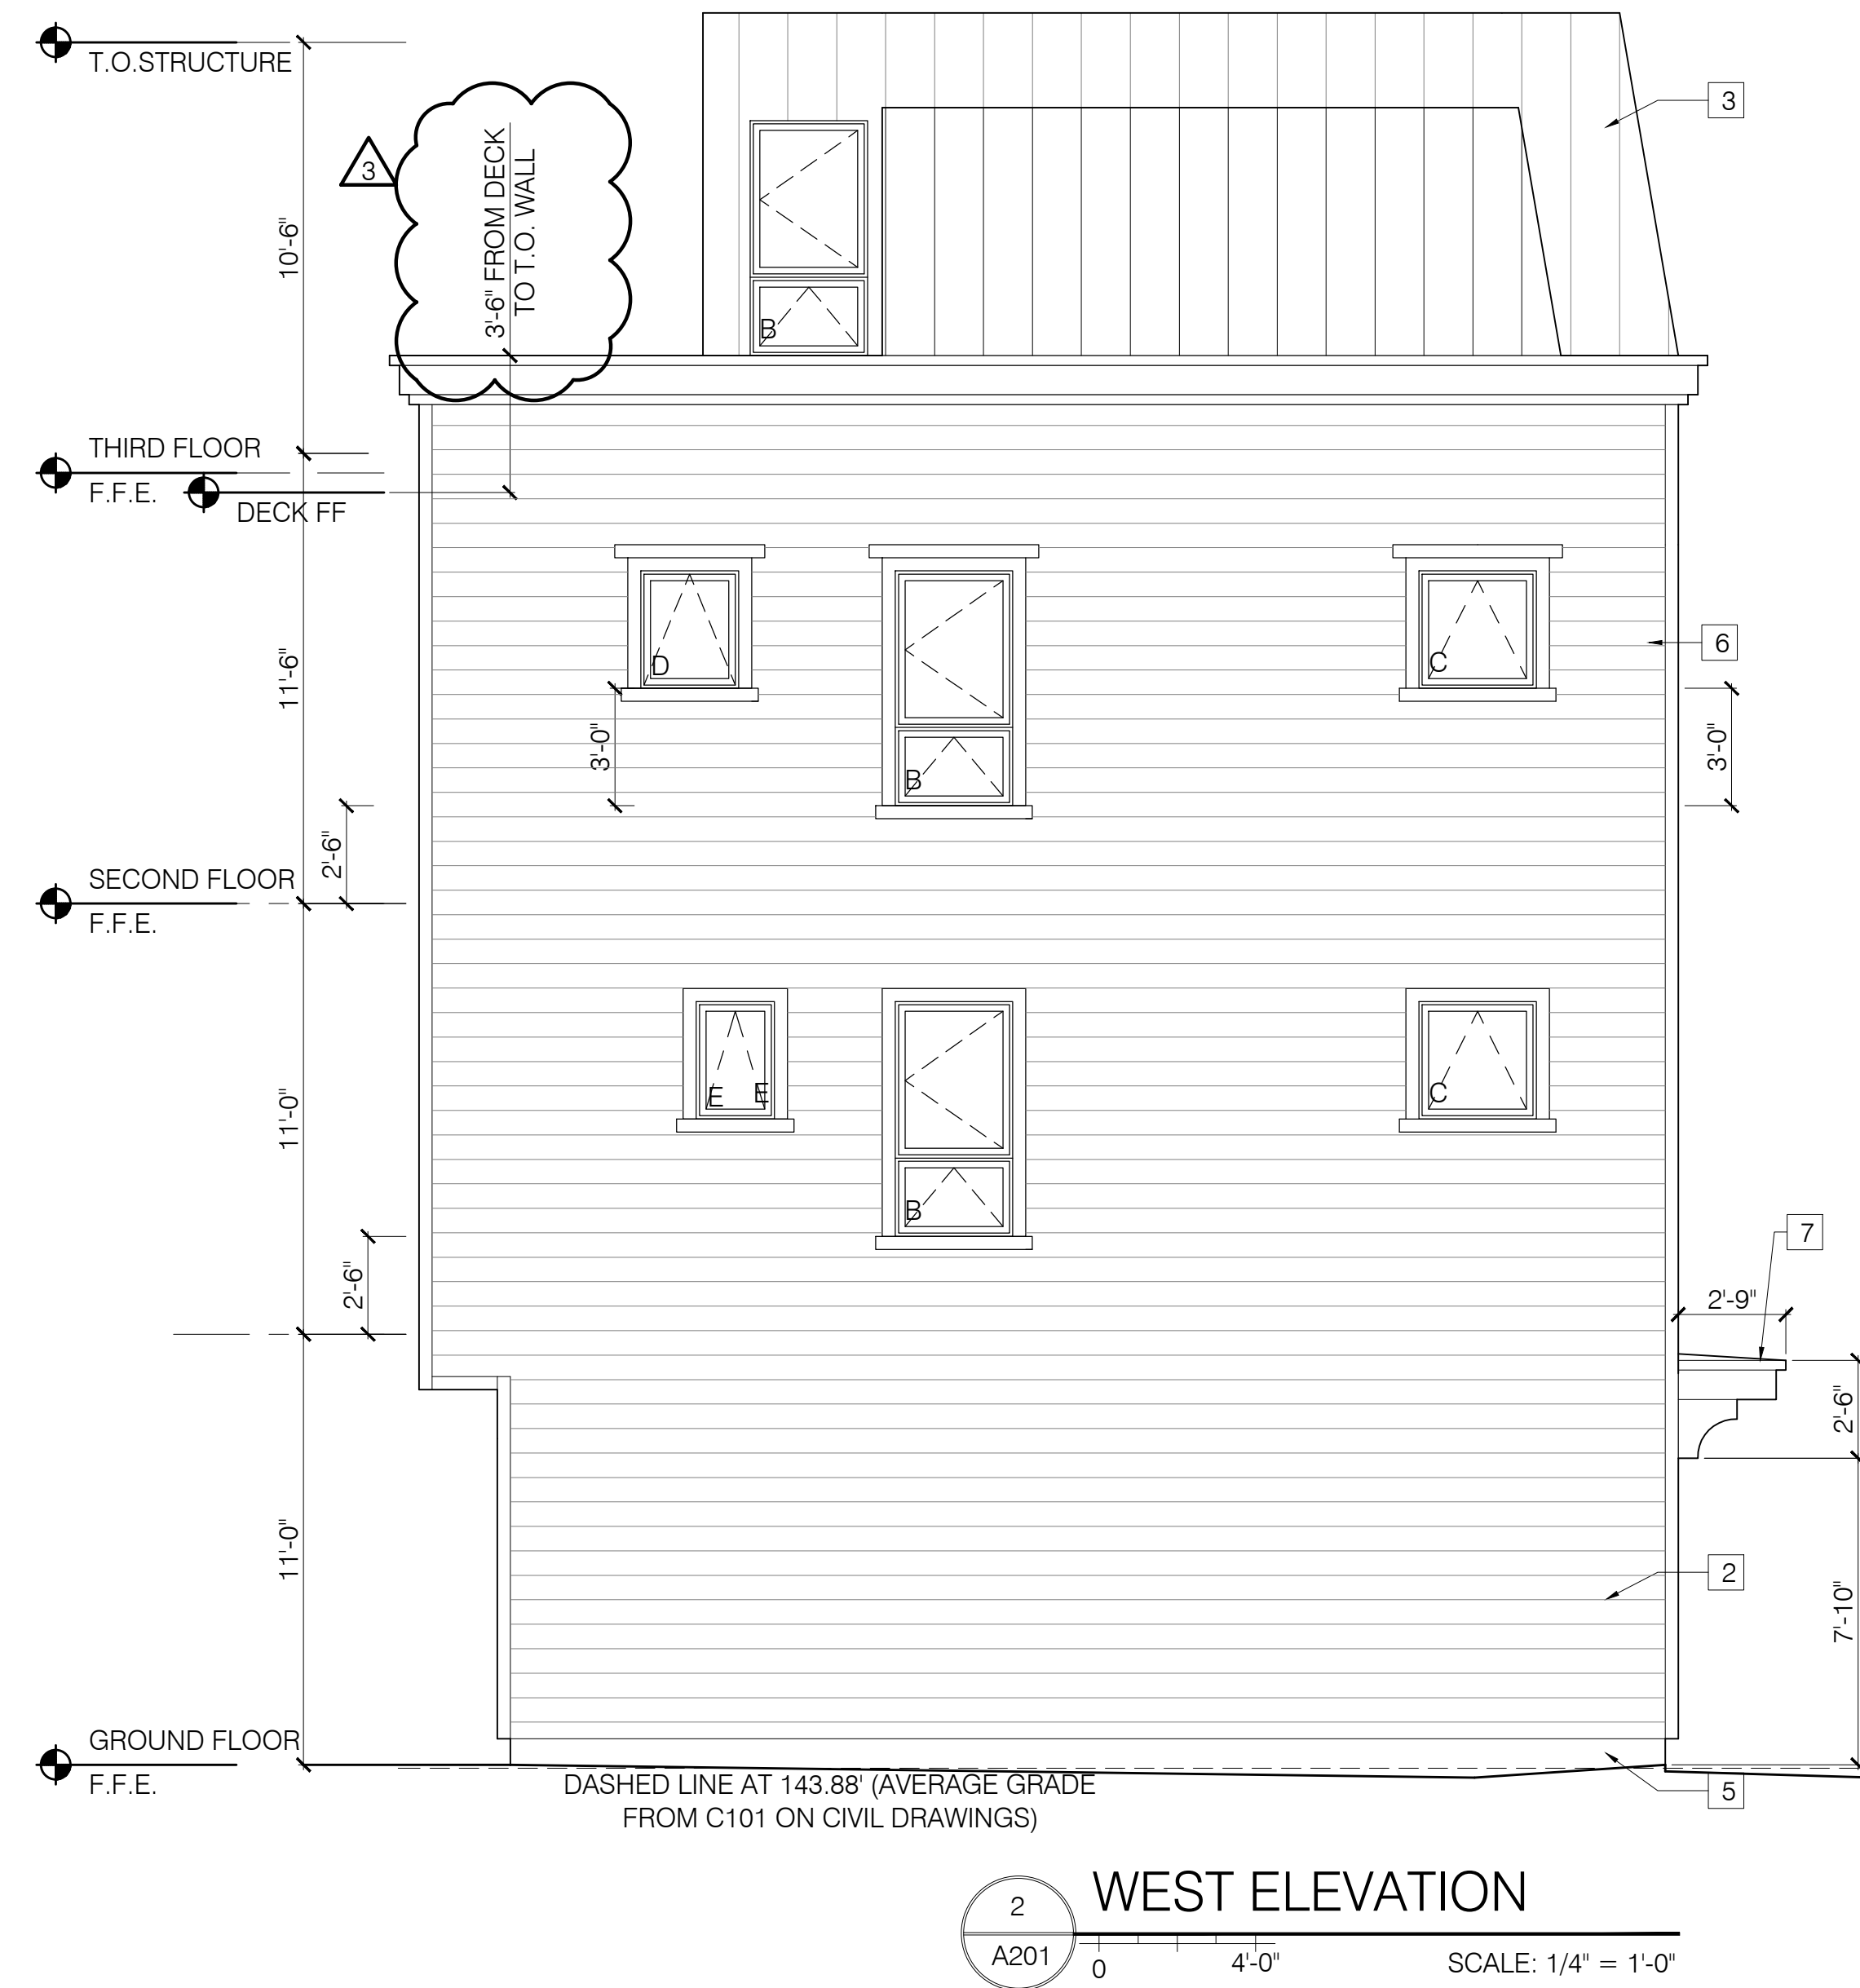 T.O.STRUCTURE
3
3
3'-6" FROM DECK
TO T.O. WALL
10'-6"
B
THIRD FLOOR
F.F.E.
DECK FF
11'-6"
D
C
6
B
3'-0"
3'-0"
2'-6"
SECOND FLOOR
F.F.E.
11'-0"
E
E
C
B
2'-6"
7
2'-9"
2'-6"
11'-0"
2
7'-10"
GROUND FLOOR
F.F.E.
DASHED LINE AT 143.88' (AVERAGE GRADE
FROM C101 ON CIVIL DRAWINGS)
5
2
A201
WEST ELEVATION
0
4'-0"
SCALE: 1/4" = 1'-0"